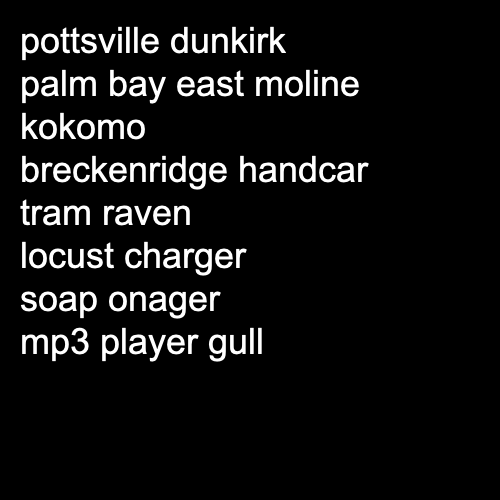 pottsville dunkirk
palm bay east moline
kokomo
breckenridge handcar
tram raven
locust charger
soap onager
mp3 player gull